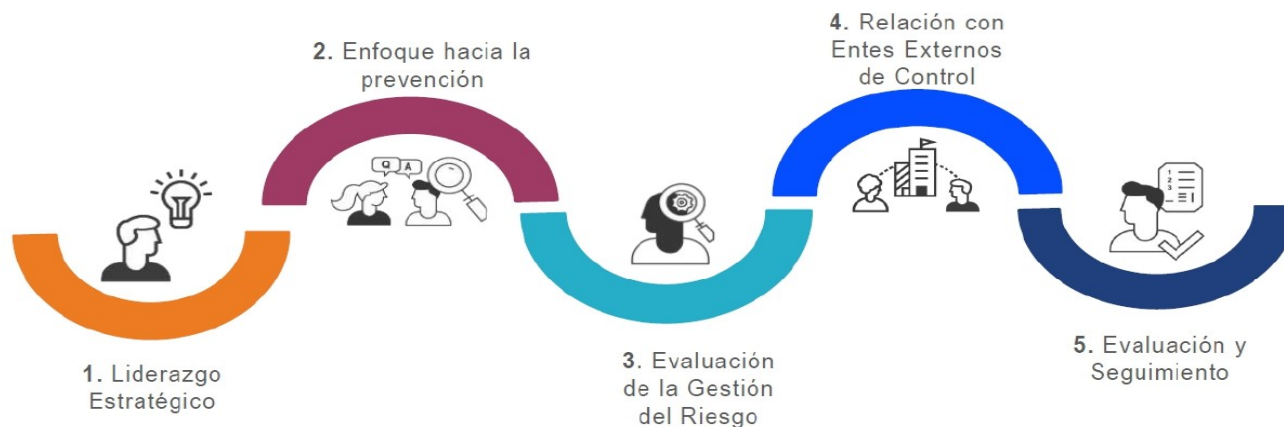 1. Liderazgo
Estratégico
2. Enfoque hacia la
prevención
Q A
3. Evaluación
de la Gestión
del Riesgo
4. Relación con
Entes Externos
de Control
1
2
3
5. Evaluación y
Seguimiento